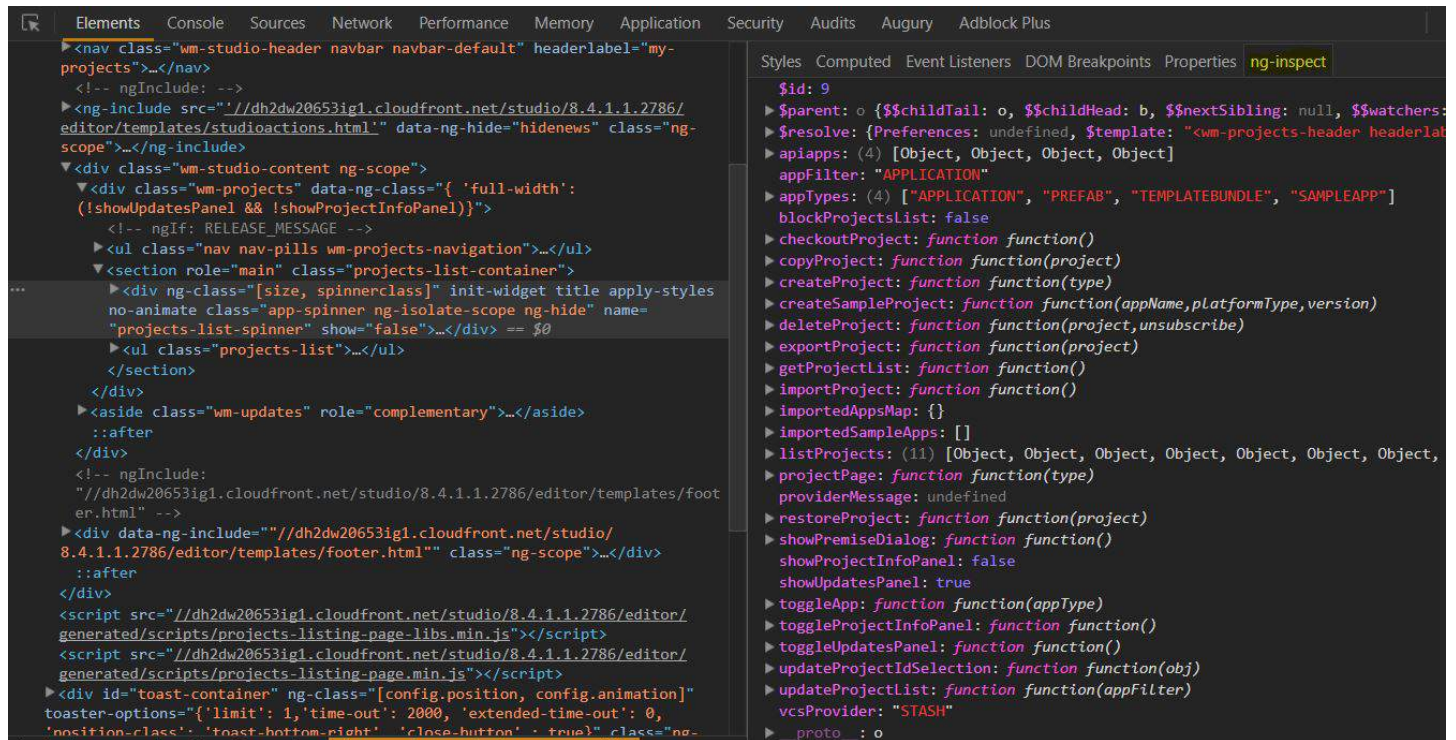 Elements Console Sources Network Performance Memory Application Security Audits Augury Adblock Plus
<nav class="wm-studio-header navbar navbar-default" headerlabel="my-
projects">…</nav>
<!-- ngInclude: -->
<ng-include src="'//dh2dw20653ig1.cloudfront.net/studio/8.4.1.1.2786/
editor/templates/studioactions.html'" data-ng-hide="hidenews" class="ng-
scope">…</ng-include>
<div class="wm-studio-content ng-scope">
<div class="wm-projects" data-ng-class="{ 'full-width':
(!showUpdatesPanel && !showProjectInfoPanel)}">
<!-- ngIf: RELEASE_MESSAGE -->
<ul class="nav nav-pills wm-projects-navigation">…</ul>
<section role="main" class="projects-list-container">
<div ng-class="[size, spinnerclass]" init-widget title apply-styles
no-animate class="app-spinner ng-isolate-scope ng-hide" name=
"projects-list-spinner" show="false">…</div> == $0
<ul class="projects-list">…</ul>
</section>
</div>
<aside class="wm-updates" role="complementary">…</aside>
::after
</div>
<!-- ngInclude:
"//dh2dw20653ig1.cloudfront.net/studio/8.4.1.1.2786/editor/templates/foot
er.html" -->
<div data-ng-include=""//dh2dw20653ig1.cloudfront.net/studio/
8.4.1.1.2786/editor/templates/footer.html"" class="ng-scope">…</div>
::after
</div>
<script src="//dh2dw20653ig1.cloudfront.net/studio/8.4.1.1.2786/editor/
generated/scripts/projects-listing-page-libs.min.js"></script>
<script src="//dh2dw20653ig1.cloudfront.net/studio/8.4.1.1.2786/editor/
generated/scripts/projects-listing-page.min.js"></script>
<div id="toast-container" ng-class="[config.position, config.animation]"
toaster-options="{'limit': 1,'time-out': 2000, 'extended-time-out': 0,
'position-class': 'toast-bottom-right', 'close-button' : true}" class="ng-
Styles Computed Event Listeners DOM Breakpoints Properties ng-inspect
$id: 9
$parent: o {$$childTail: o, $$childHead: b, $$nextSibling: null, $$watchers:
$resolve: {Preferences: undefined, $template: "<wm-projects-header headerlab
apiapps: (4) [Object, Object, Object, Object]
appFilter: "APPLICATION"
appTypes: (4) ["APPLICATION", "PREFAB", "TEMPLATEBUNDLE", "SAMPLEAPP"]
blockProjectsList: false
checkoutProject: function function()
copyProject: function function(project)
createProject: function function(type)
createSampleProject: function function(appName,platformType,version)
deleteProject: function function(project,unsubscribe)
exportProject: function function(project)
getProjectList: function function()
importProject: function function()
importedAppsMap: {}
importedSampleApps: []
listProjects: (11) [Object, Object, Object, Object, Object, Object, Object,
projectPage: function function(type)
providerMessage: undefined
restoreProject: function function(project)
showPremiseDialog: function function()
showProjectInfoPanel: false
showUpdatesPanel: true
toggleApp: function function(appType)
toggleProjectInfoPanel: function function()
toggleUpdatesPanel: function function()
updateProjectIdSelection: function function(obj)
updateProjectList: function function(appFilter)
vcsProvider: "STASH"
__proto__: o